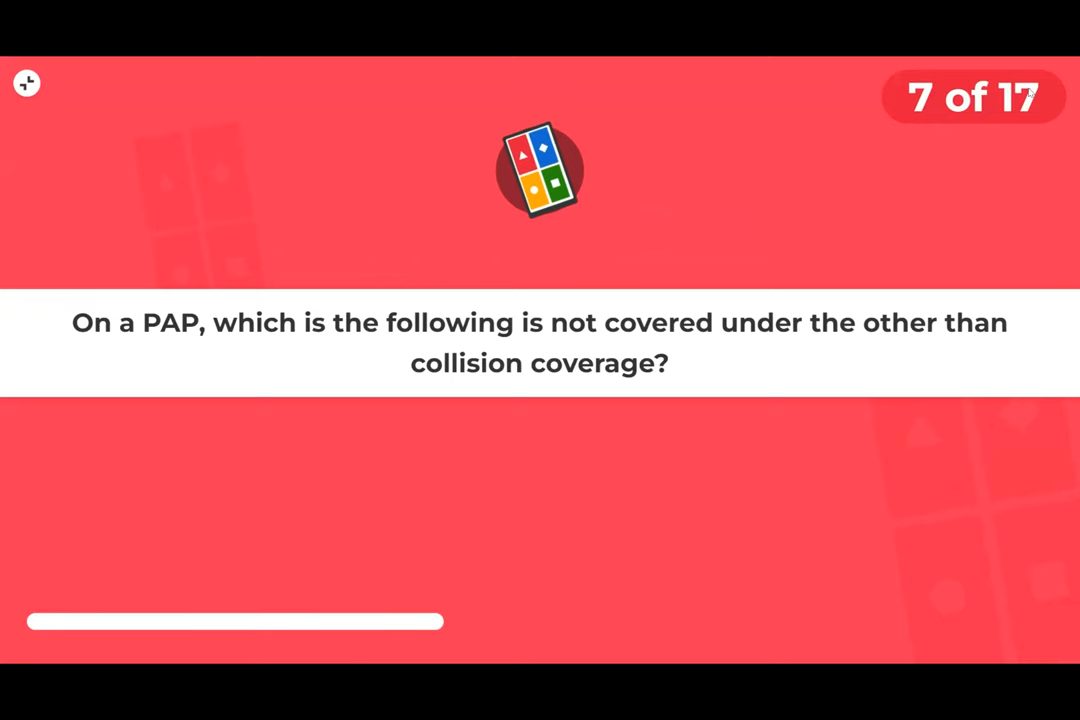 7 of 17
On a PAP, which is the following is not covered under the other than
collision coverage?